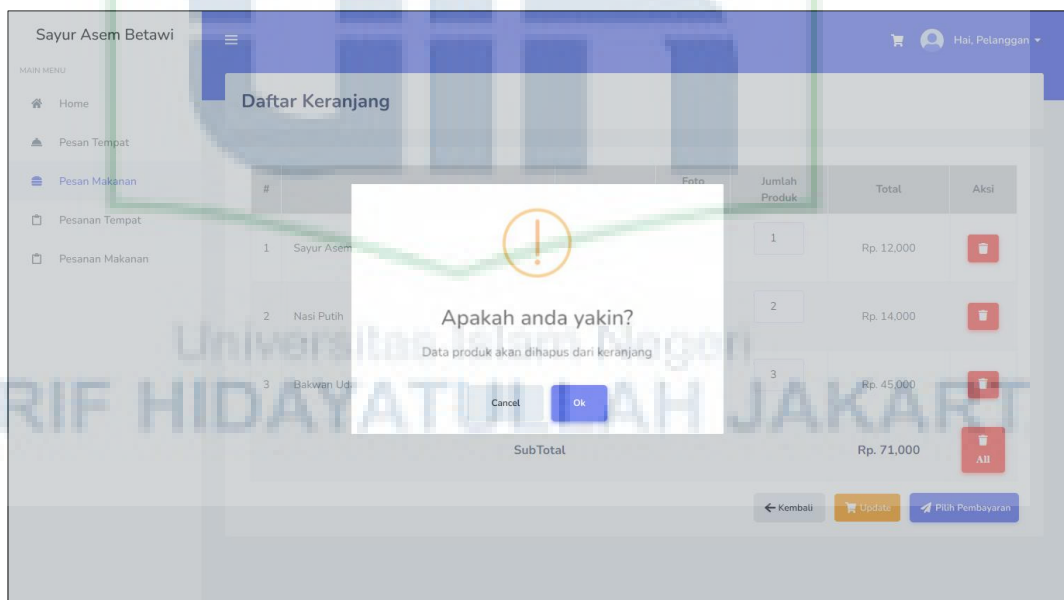 Sayur Asem Betawi
Hai, Pelanggan
MAIN MENU
Home
Pesan Tempat
Pesan Makanan
Pesanan Tempat
Pesanan Makanan
Daftar Keranjang
# Foto Jumlah Produk Total Aksi
1 Sayur Asem 1 Rp. 12,000
2 Nasi Putih 2 Rp. 14,000
3 Bakwan 3 Rp. 45,000
SubTotal Rp. 71,000 All
Apakah anda yakin?
Data produk akan dihapus dari keranjang
Cancel Ok
Kembali Update Pilih Pembayaran
uin
Universitas Islam Negeri
RIF HIDAYATULLAH JAKART